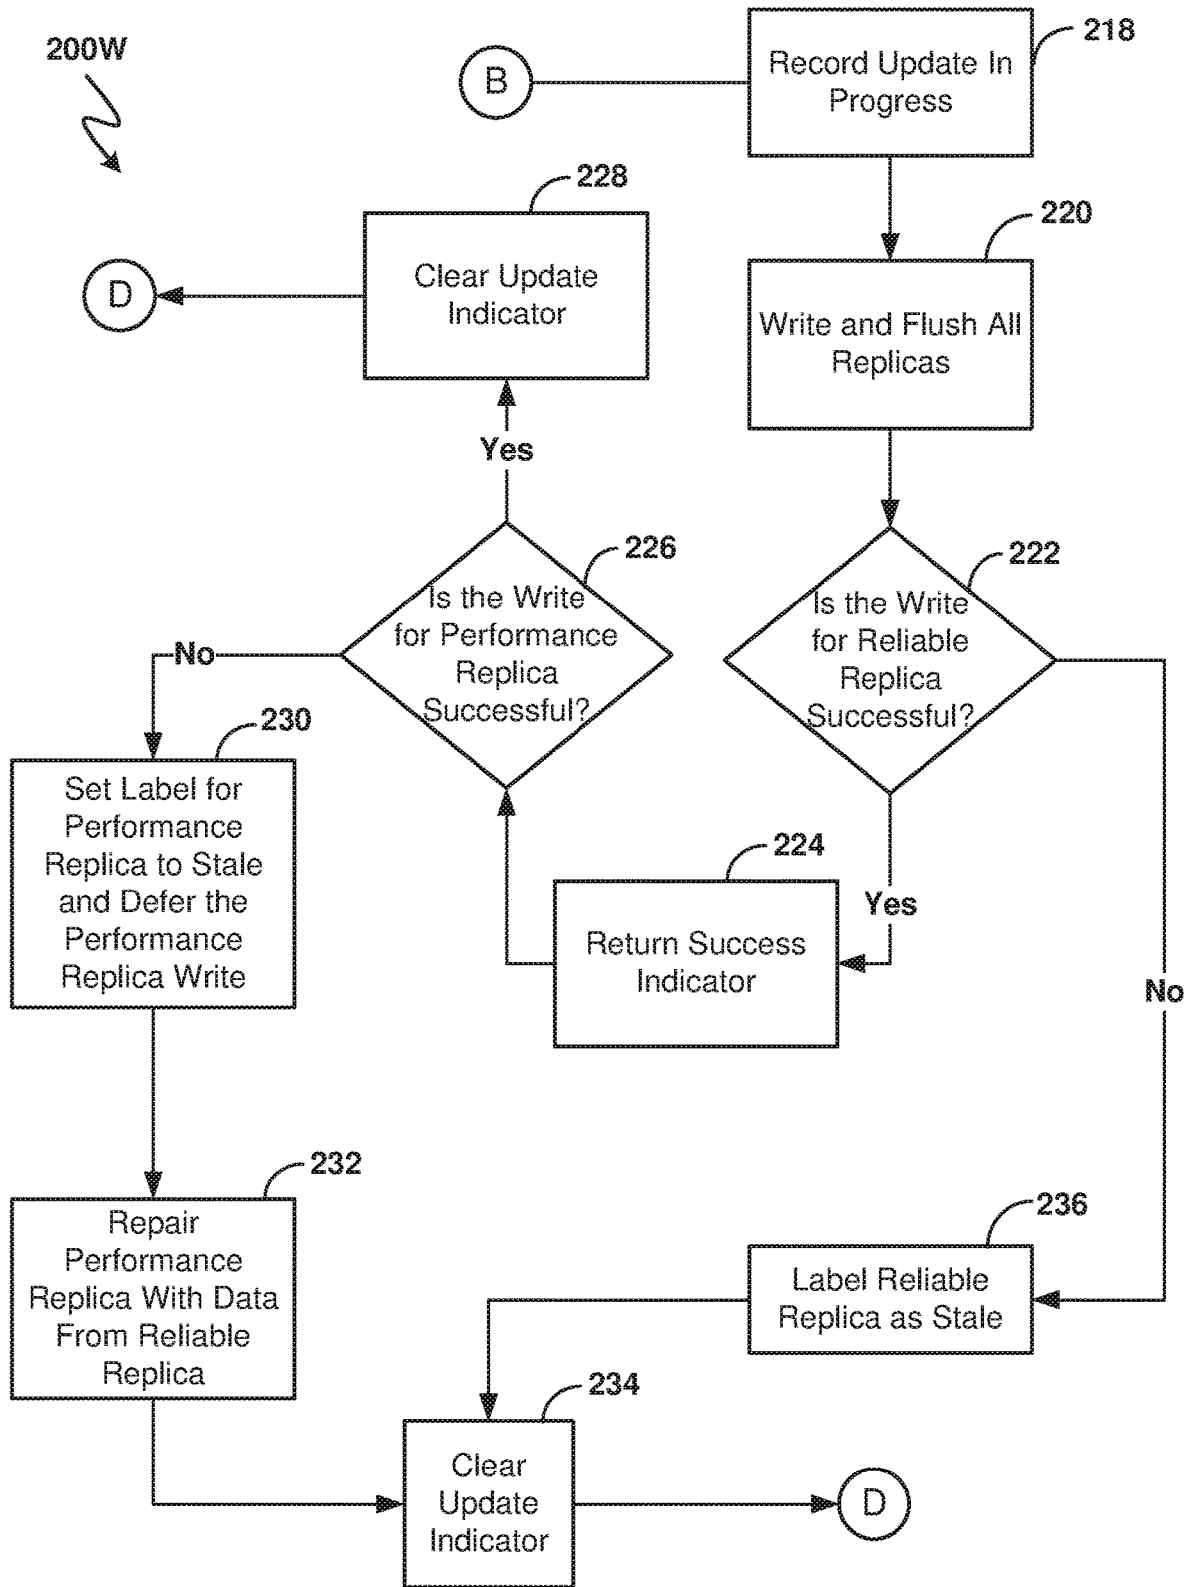 200W
B
218
Record Update In
Progress
228
220
D
Clear Update
Indicator
Write and Flush All
Replicas
Yes
226
222
Is the Write
for Performance
Replica
Successful?
Is the Write
for Reliable
Replica
Successful?
No
230
Set Label for
Performance
Replica to Stale
and Defer the
Performance
Replica Write
224
Yes
Return Success
Indicator
No
232
Repair
Performance
Replica With Data
From Reliable
Replica
236
Label Reliable
Replica as Stale
234
Clear
Update
Indicator
D